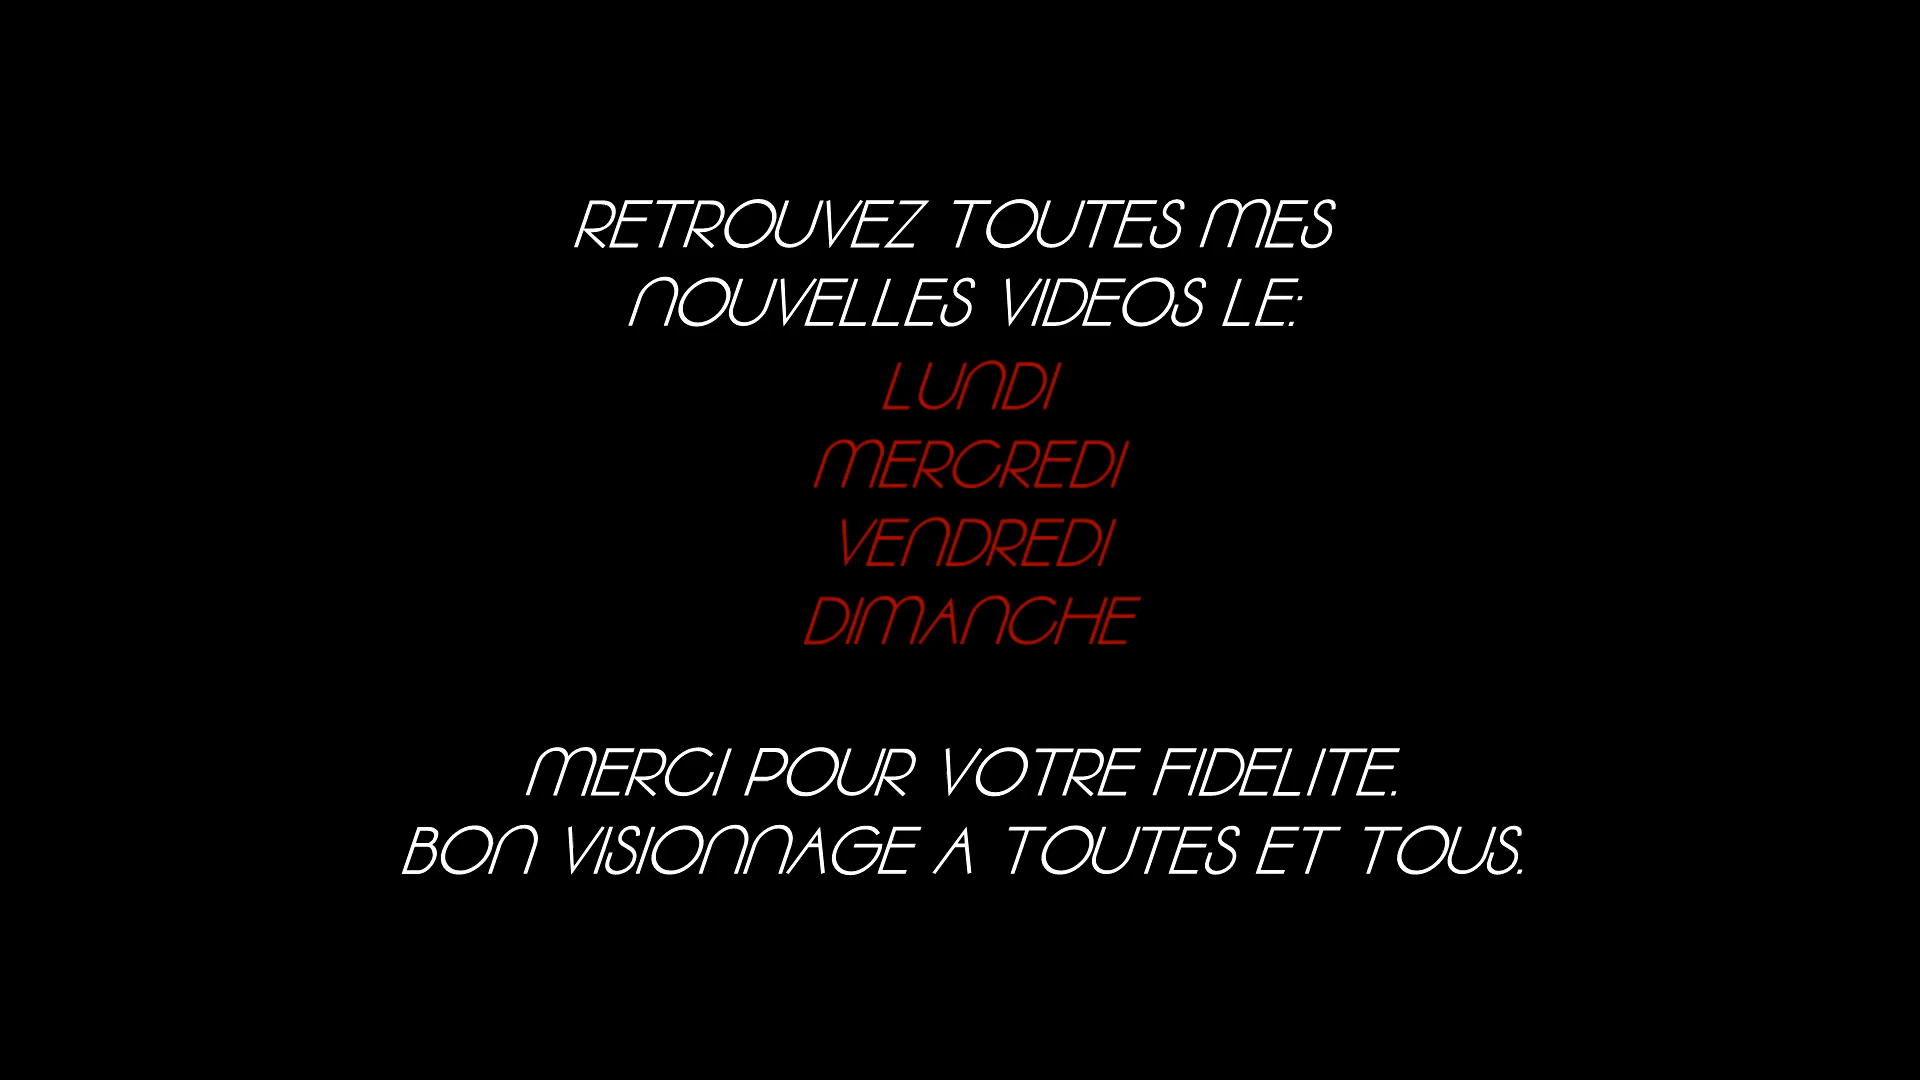 RETROUVEZ TOUTES MES
NOUVELLES VIDEOS LE:
LUNDI
MERCREDI
VENDREDI
DIMANCHE
MERCI POUR VOTRE FIDELITE.
BON VISIONNAGE A TOUTES ET TOUS.